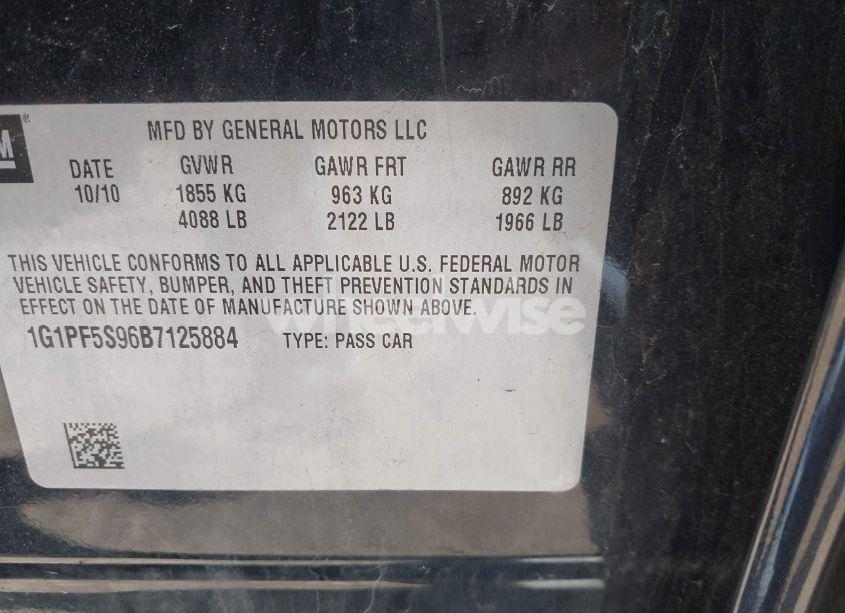 M ®
MFD BY GENERAL MOTORS LLC
DATE GVWR GAWR FRT GAWR RR
10/10 1855 KG 963 KG 892 KG
4088 LB 2122 LB 1966 LB
THIS VEHICLE CONFORMS TO ALL APPLICABLE U.S. FEDERAL MOTOR
VEHICLE SAFETY, BUMPER, AND THEFT PREVENTION STANDARDS IN
EFFECT ON THE DATE OF MANUFACTURE SHOWN ABOVE.
wheelwise
1G1PF5S96B7125884 TYPE: PASS CAR